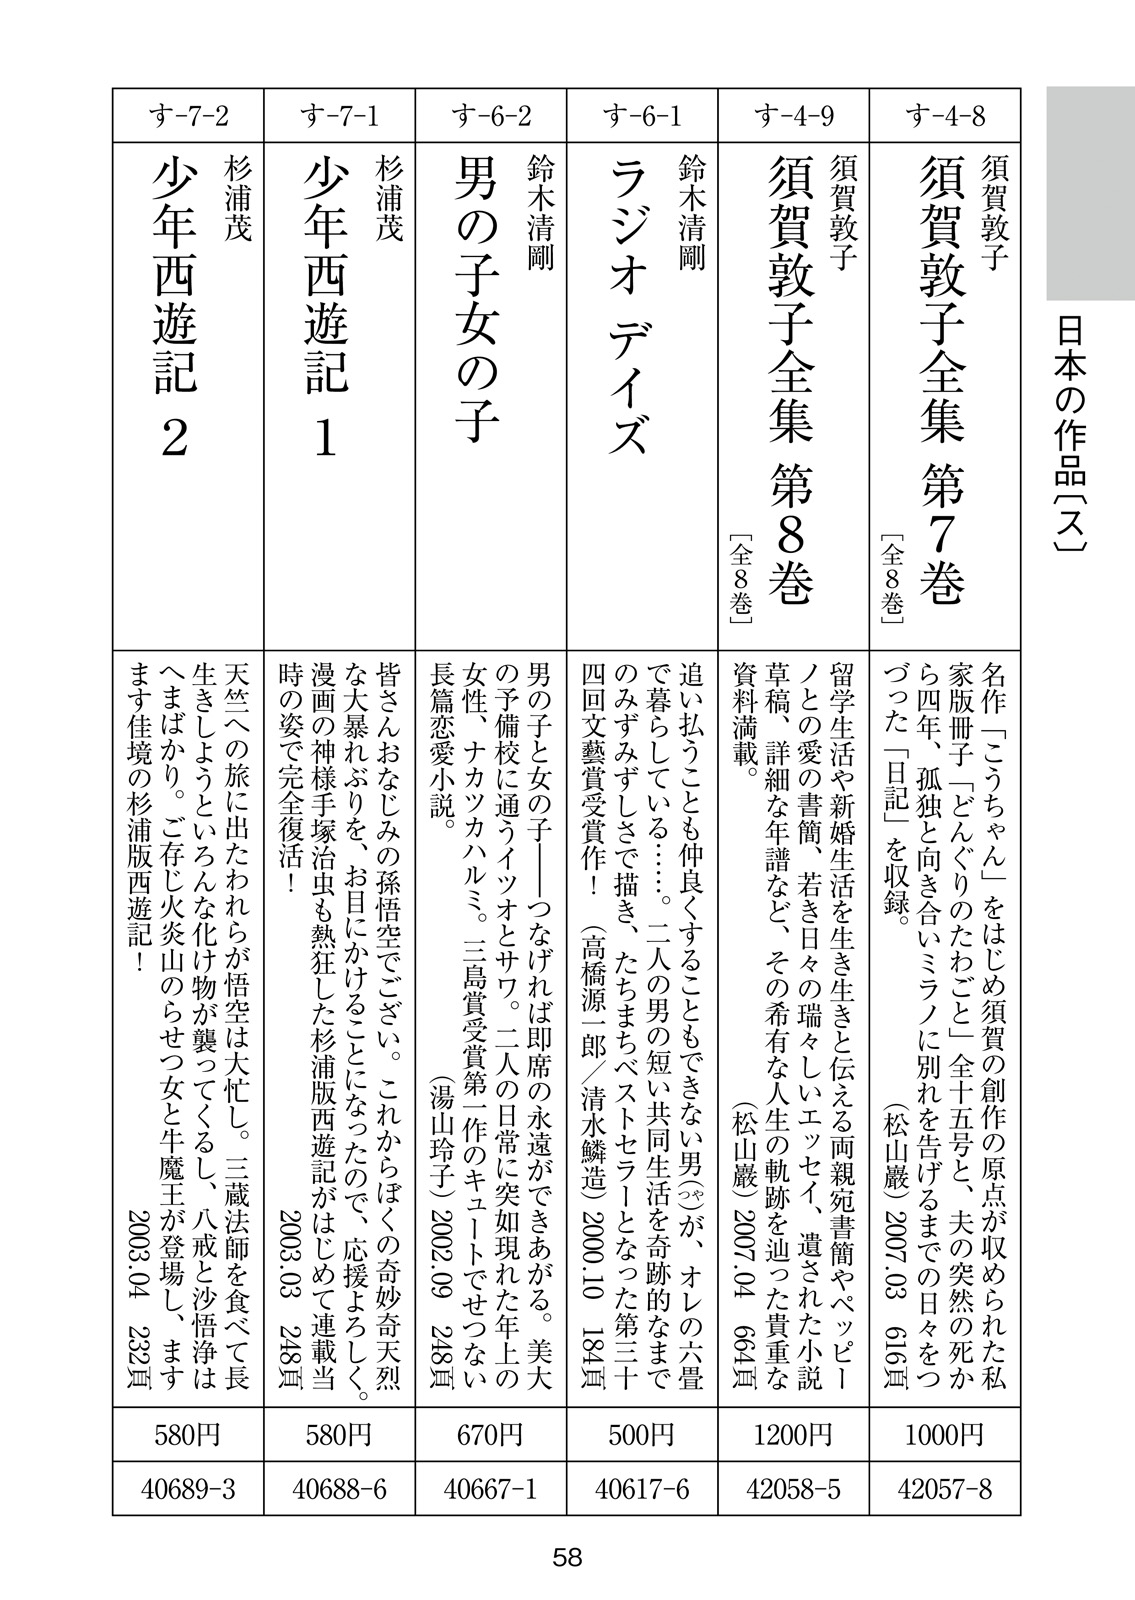 日本の作品〔ス〕
す-4-8
須賀敦子
須賀敦子全集 第7巻
［全8巻］
名作「こうちゃん」をはじめ須賀の創作の原点が収められた私
家版冊子「どんぐりのたわごと」全十五号と、夫の突然の死か
ら四年、孤独と向き合いミラノに別れを告げるまでの日々をつ
づった「日記」を収録。　（松山巖）2007.03　616頁
1000円
42057-8
す-4-9
須賀敦子
須賀敦子全集 第8巻
［全8巻］
留学生活や新婚生活を生き生きと伝える両親宛書簡やペッピー
ノとの愛の書簡、若き日々の瑞々しいエッセイ、遺された小説
草稿、詳細な年譜など、その希有な人生の軌跡を辿った貴重な
資料満載。　（松山巖）2007.04　664頁
1200円
42058-5
す-6-1
鈴木清剛
ラジオ デイズ
追い払うことも仲良くすることもできない男（つや）が、オレの六畳
で暮らしている……。二人の男の短い共同生活を奇跡的なまで
のみずみずしさで描き、たちまちベストセラーとなった第三十
四回文藝賞受賞作！　（高橋源一郎／清水鱗造）2000.10　184頁
500円
40617-6
す-6-2
鈴木清剛
男の子女の子
男の子と女の子――つなげれば即席の永遠ができあがる。美大
の予備校に通うイツオとサワ。二人の日常に突如現れた年上の
女性、ナカツカハルミ。三島賞受賞第一作のキュートでせつない
長篇恋愛小説。　（湯山玲子）2002.09　248頁
670円
40667-1
す-7-1
杉浦茂
少年西遊記 1
皆さんおなじみの孫悟空でござい。これからぼくの奇妙奇天烈
な大暴れぶりを、お目にかけることになったので、応援よろしく。
漫画の神様手塚治虫も熱狂した杉浦版西遊記がはじめて連載当
時の姿で完全復活！　2003.03　248頁
580円
40688-6
す-7-2
杉浦茂
少年西遊記 2
天竺への旅に出たわれらが悟空は大忙し。三蔵法師を食べて長
生きしようといろんな化け物が襲ってくるし、八戒と沙悟浄は
へまばかり。ご存じ火炎山のらせつ女と牛魔王が登場し、ます
ます佳境の杉浦版西遊記！　2003.04　232頁
580円
40689-3
58